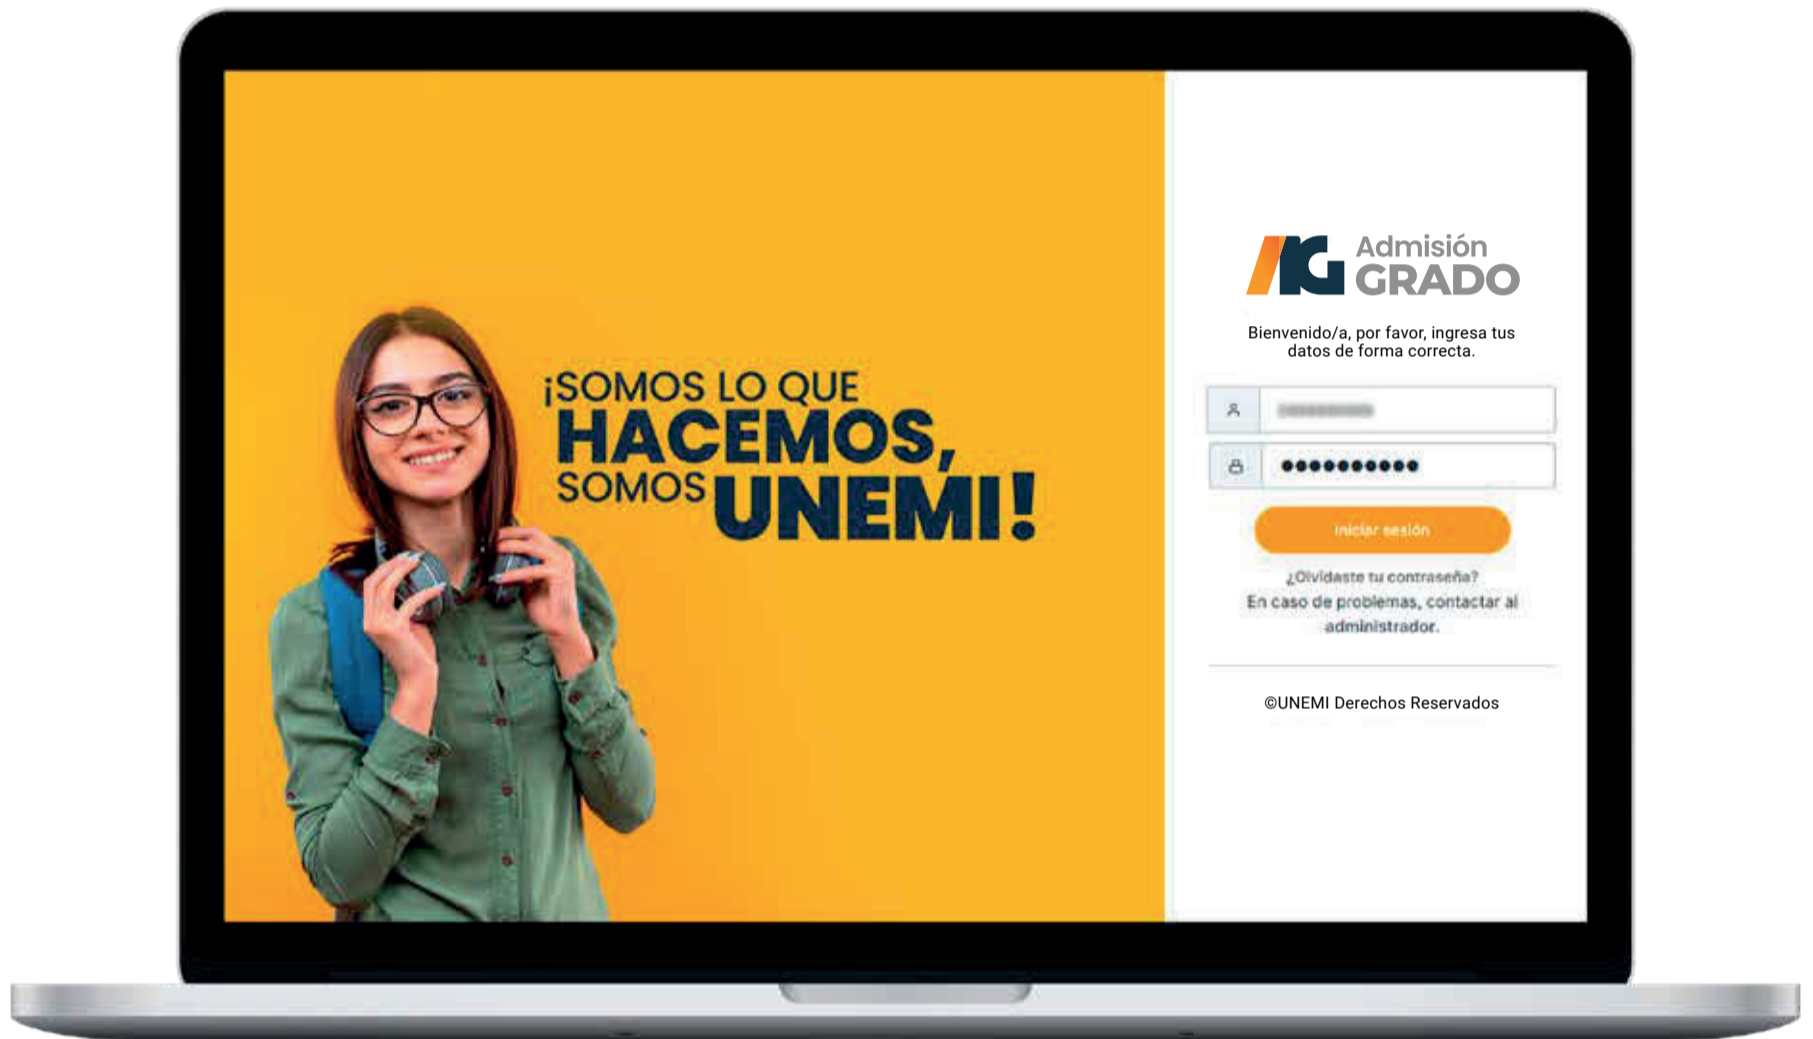 ¡SOMOS LO QUE
HACEMOS,
SOMOS UNEMI!
AG Admisión
GRADO
Bienvenido/a, por favor, ingresa tus
datos de forma correcta.
●●●●●●●●●●
Iniciar sesión
¿Olvidaste tu contraseña?
En caso de problemas, contactar al
administrador.
©UNEMI Derechos Reservados